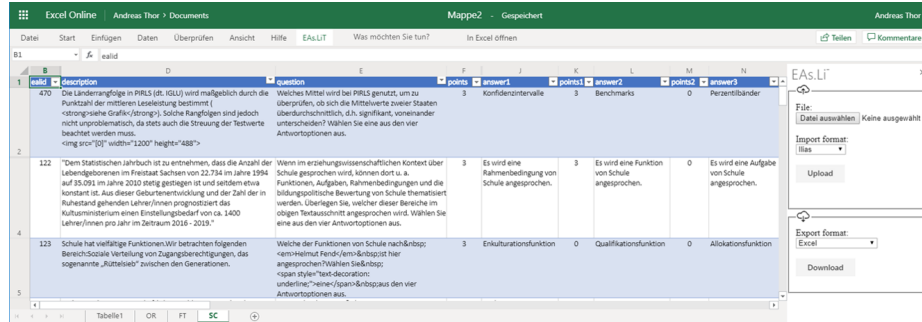 Excel Online Andreas Thor > Documents Mappe2 - Gespeichert Andreas Thor
Datei Start Einfügen Daten Überprüfen Ansicht Hilfe EAs.LiT Was möchten Sie tun? In Excel öffnen Teilen Kommentare
B1 fx ealid
B D E F J K L M N
1 ealid description question points answer1 points1 answer2 points2 answer3
470 Die Länderrangfolge in PIRLS (dt. IGLU) wird maßgeblich durch die Welches Mittel wird bei PIRLS genutzt, um zu 3 Konfidenzintervalle 3 Benchmarks 0 Perzentilbänder
Punktzahl der mittleren Leseleistung bestimmt ( überprüfen, ob sich die Mittelwerte zweier Staaten
<strong>siehe Grafik</strong>). Solche Rangfolgen sind jedoch überdurchschnittlich, d.h. signifikant, voneinander
nicht unproblematisch, da stets auch die Streuung der Testwerte unterscheiden? Wählen Sie eine aus den vier
beachtet werden muss. Antwortoptionen aus.
<img src="[0]" width="1200" height="488">
2
122 "Dem Statistischen Jahrbuch ist zu entnehmen, dass die Anzahl der Wenn im erziehungswissenschaftlichen Kontext über 3 Es wird eine 3 Es wird eine Funktion 0 Es wird eine Aufgabe
Lebendgeborenen im Freistaat Sachsen von 22.734 im Jahre 1994 Schule gesprochen wird, können dort u. a. Rahmenbedingung von von Schule von Schule
auf 35.091 im Jahre 2010 stetig gestiegen ist und seitdem etwa Funktionen, Aufgaben, Rahmenbedingungen und die Schule angesprochen. angesprochen. angesprochen.
konstant ist. Aus dieser Geburtenentwicklung und der Zahl der in bildungspolitische Bewertung von Schule thematisiert
Ruhestand gehenden Lehrer/innen prognostiziert das werden. Überlegen Sie, welcher dieser Bereiche im
Kultusministerium einen Einstellungsbedarf von ca. 1400 obigen Textausschnitt angesprochen wird. Wählen Sie
Lehrer/innen pro Jahr im Zeitraum 2016 - 2019." eine aus den vier Antwortoptionen aus.
4
123 Schule hat vielfältige Funktionen.Wir betrachten folgenden Welche der Funktionen von Schule nach&nbsp; 3 Enkulturationsfunktion 0 Qualifikationsfunktion 0 Allokationsfunktion
Bereich:Soziale Verteilung von Zugangsberechtigungen, das <em>Helmut Fend</em>&nbsp;ist hier
sogenannte „Rüttelsieb" zwischen den Generationen. angesprochen?Wählen Sie&nbsp;
<span style="text-decoration:
underline;">eine</span>&nbsp;aus den vier
5 Antwortoptionen aus.
Tabelle1 OR FT SC
EAs.Li
File:
Datei auswählen Keine ausgewählt
Import format:
Ilias
Upload
Export format:
Excel
Download